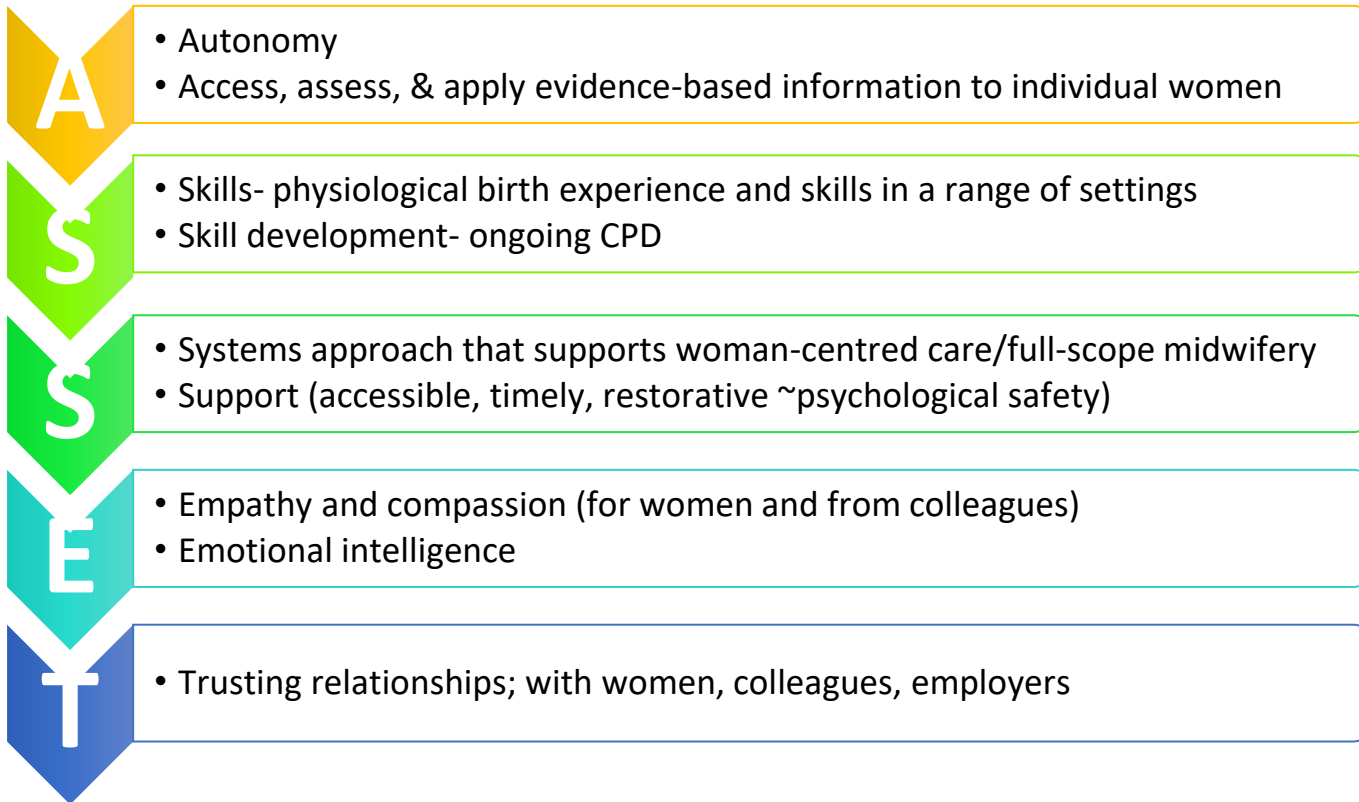 A
• Autonomy
• Access, assess, & apply evidence-based information to individual women
S
• Skills- physiological birth experience and skills in a range of settings
• Skill development- ongoing CPD
S
• Systems approach that supports woman-centred care/full-scope midwifery
• Support (accessible, timely, restorative ~psychological safety)
E
• Empathy and compassion (for women and from colleagues)
• Emotional intelligence
T
• Trusting relationships; with women, colleagues, employers